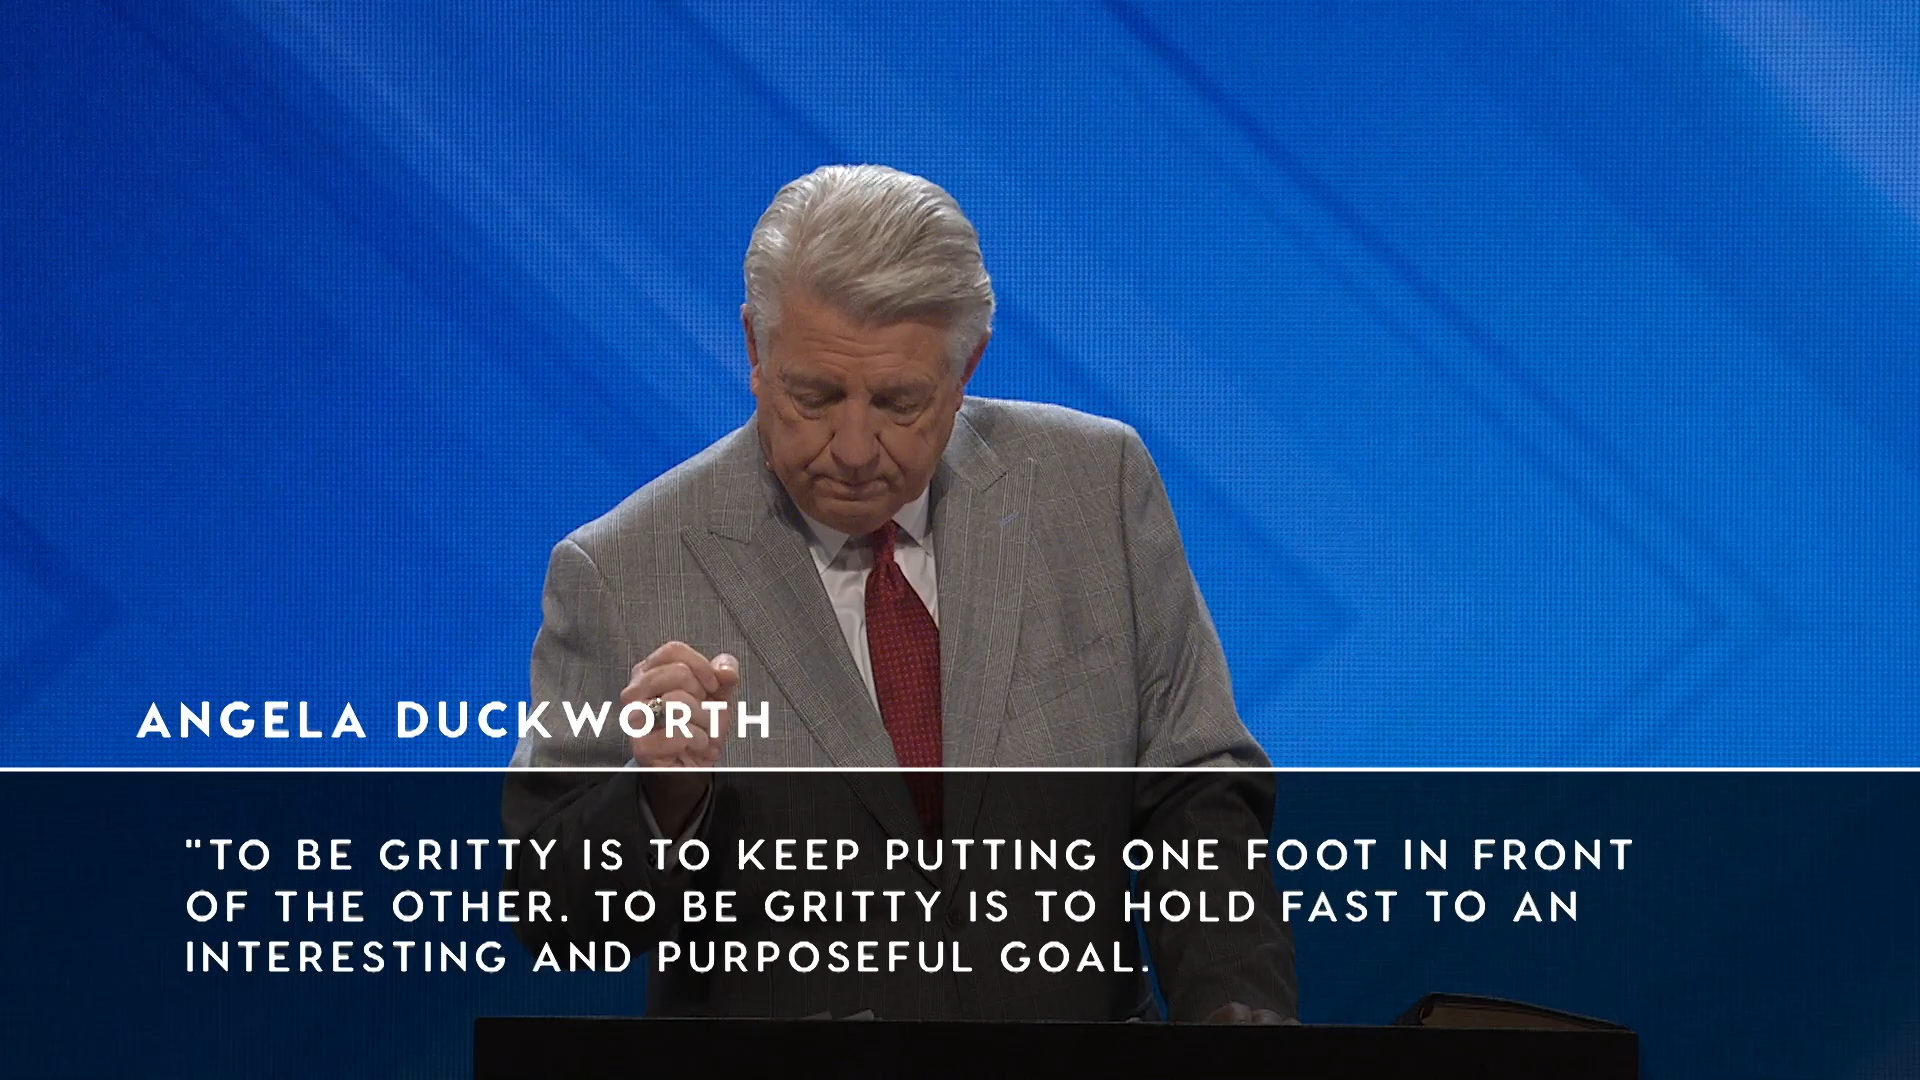 ANGELA DUCKWORTH
"TO BE GRITTY IS TO KEEP PUTTING ONE FOOT IN FRONT
OF THE OTHER. TO BE GRITTY IS TO HOLD FAST TO AN
INTERESTING AND PURPOSEFUL GOAL.